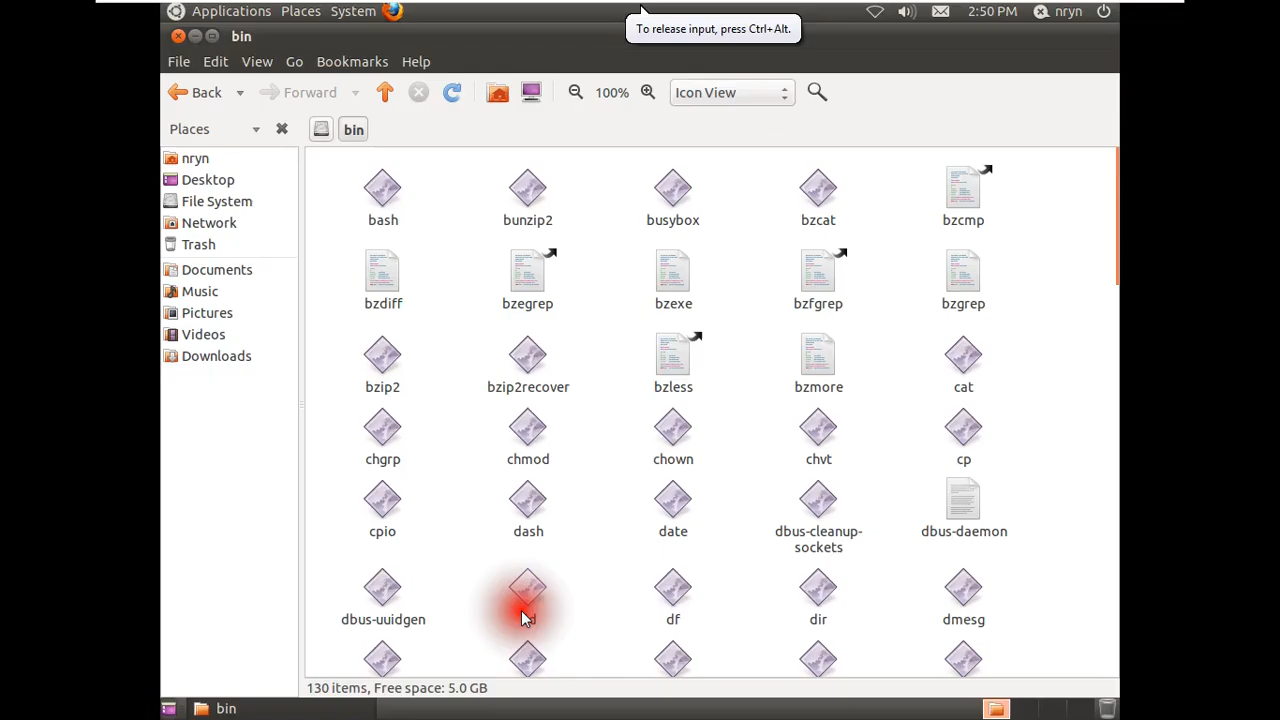 Applications Places System 2:50 PM nryn
To release input, press Ctrl+Alt.
bin
File Edit View Go Bookmarks Help
Back Forward 100% Icon View
Places bin
nryn
Desktop
File System
Network
Trash
Documents
Music
Pictures
Videos
Downloads
bash bunzip2 busybox bzcat bzcmp
bzdiff bzegrep bzexe bzfgrep bzgrep
bzip2 bzip2recover bzless bzmore cat
chgrp chmod chown chvt cp
cpio dash date dbus-cleanup-
sockets dbus-daemon
dbus-uuidgen df dir dmesg
130 items, Free space: 5.0 GB
bin